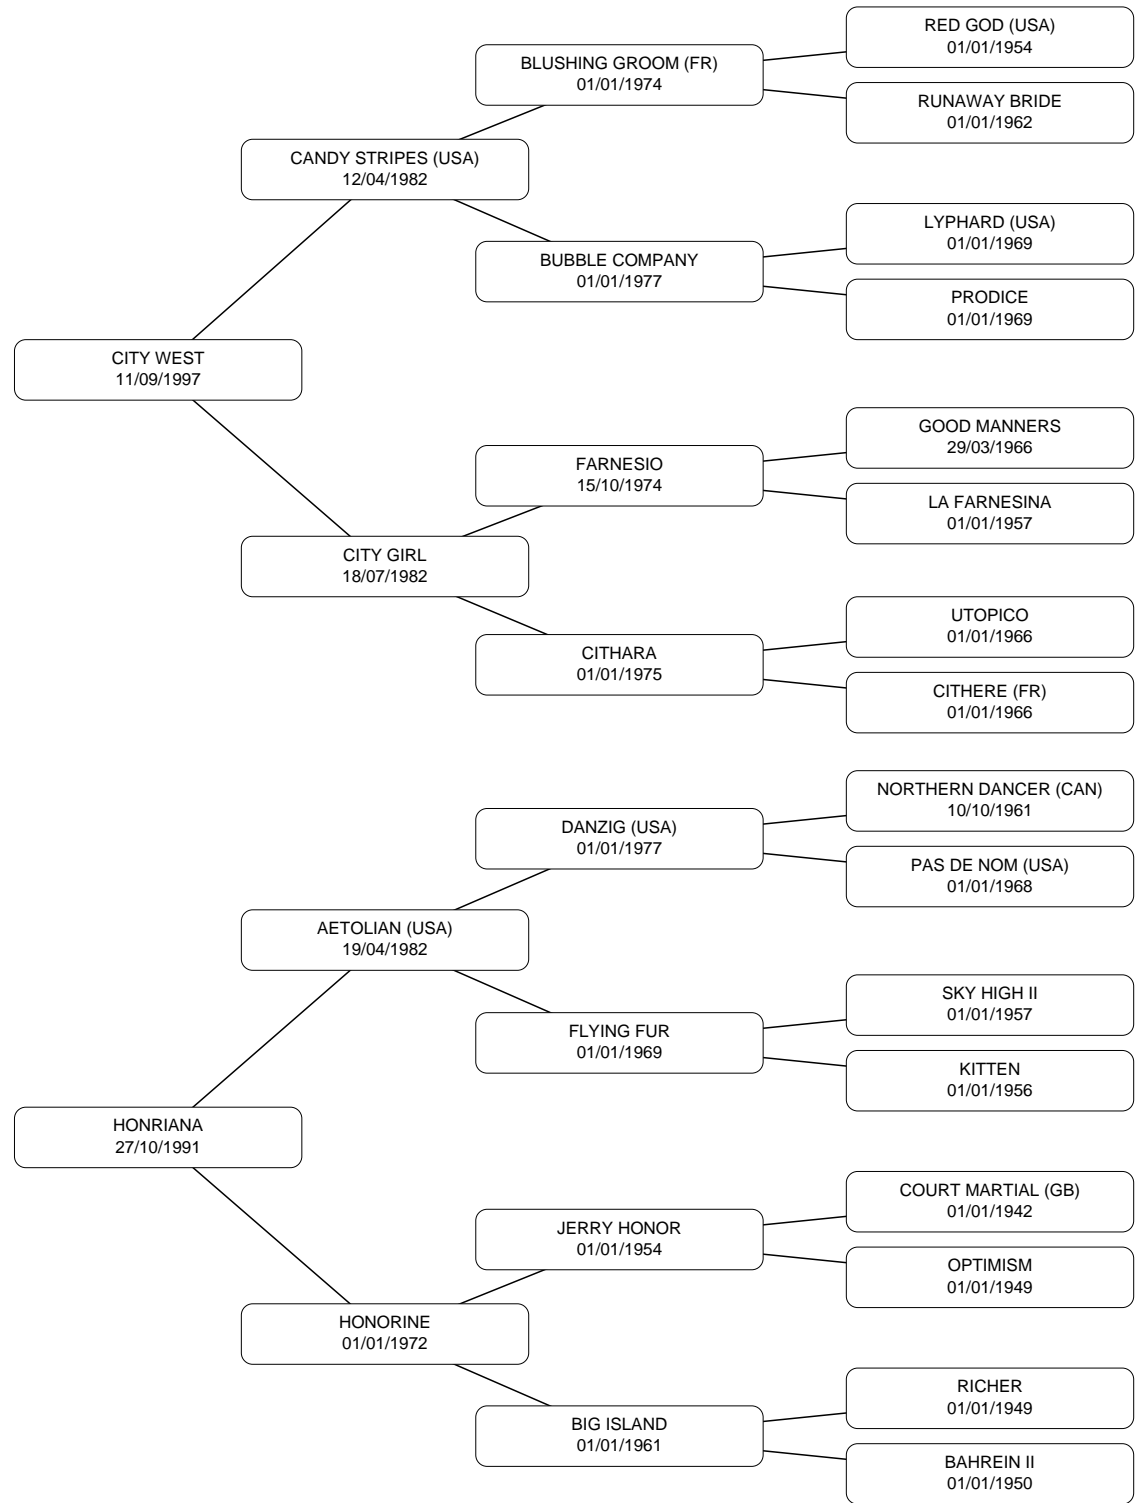 RED GOD (USA)
01/01/1954
BLUSHING GROOM (FR)
01/01/1974
RUNAWAY BRIDE
01/01/1962
CANDY STRIPES (USA)
12/04/1982
LYPHARD (USA)
01/01/1969
BUBBLE COMPANY
01/01/1977
PRODICE
01/01/1969
CITY WEST
11/09/1997
GOOD MANNERS
29/03/1966
FARNESIO
15/10/1974
LA FARNESINA
01/01/1957
CITY GIRL
18/07/1982
UTOPICO
01/01/1966
CITHARA
01/01/1975
CITHERE (FR)
01/01/1966
NORTHERN DANCER (CAN)
10/10/1961
DANZIG (USA)
01/01/1977
PAS DE NOM (USA)
01/01/1968
AETOLIAN (USA)
19/04/1982
SKY HIGH II
01/01/1957
FLYING FUR
01/01/1969
KITTEN
01/01/1956
HONRIANA
27/10/1991
COURT MARTIAL (GB)
01/01/1942
JERRY HONOR
01/01/1954
OPTIMISM
01/01/1949
HONORINE
01/01/1972
RICHER
01/01/1949
BIG ISLAND
01/01/1961
BAHREIN II
01/01/1950